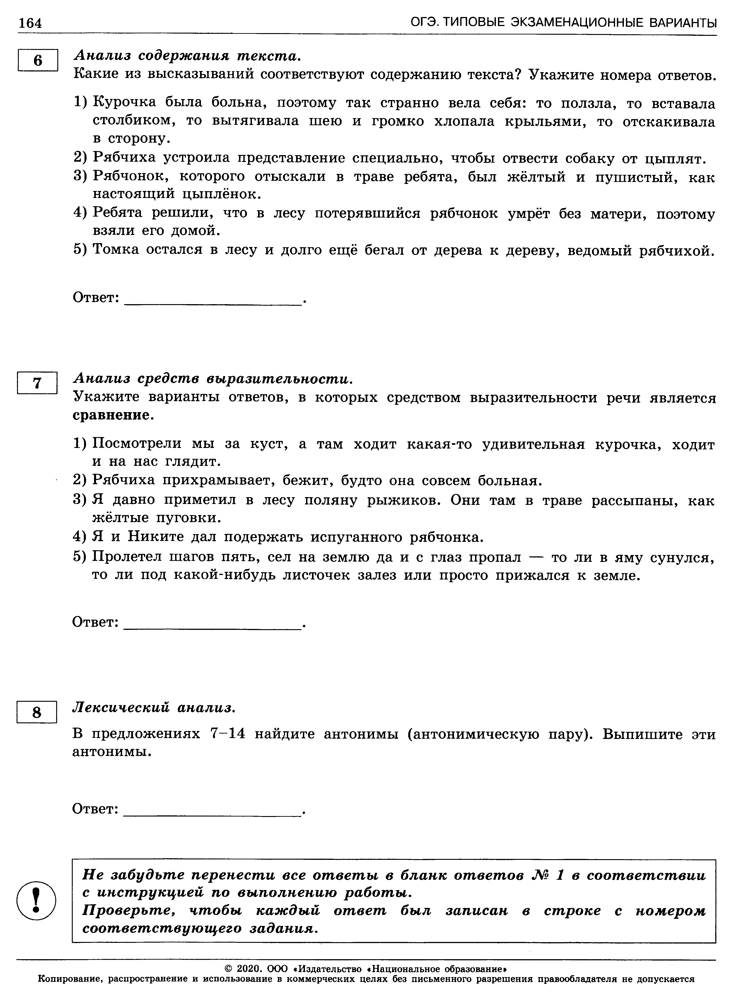 164
ОГЭ. ТИПОВЫЕ ЭКЗАМЕНАЦИОННЫЕ ВАРИАНТЫ
6
Анализ содержания текста.
Какие из высказываний соответствуют содержанию текста? Укажите номера ответов.
1) Курочка была больна, поэтому так странно вела себя: то ползла, то вставала
столбиком, то вытягивала шею и громко хлопала крыльями, то отскакивала
в сторону.
2) Рябчиха устроила представление специально, чтобы отвести собаку от цыплят.
3) Рябчонок, которого отыскали в траве ребята, был жёлтый и пушистый, как
настоящий цыплёнок.
4) Ребята решили, что в лесу потерявшийся рябчонок умрёт без матери, поэтому
взяли его домой.
5) Томка остался в лесу и долго ещё бегал от дерева к дереву, ведомый рябчихой.
Ответ: ____________________.
7
Анализ средств выразительности.
Укажите варианты ответов, в которых средством выразительности речи является
сравнение.
1) Посмотрели мы за куст, а там ходит какая-то удивительная курочка, ходит
и на нас глядит.
2) Рябчиха прихрамывает, бежит, будто она совсем больная.
3) Я давно приметил в лесу поляну рыжиков. Они там в траве рассыпаны, как
жёлтые пуговки.
4) Я и Никите дал подержать испуганного рябчонка.
5) Пролетел шагов пять, сел на землю да и с глаз пропал — то ли в яму сунулся,
то ли под какой-нибудь листочек залез или просто прижался к земле.
Ответ: ____________________.
8
Лексический анализ.
В предложениях 7–14 найдите антонимы (антонимическую пару). Выпишите эти
антонимы.
Ответ: ____________________.
!
Не забудьте перенести все ответы в бланк ответов № 1 в соответствии
с инструкцией по выполнению работы.
Проверьте, чтобы каждый ответ был записан в строке с номером
соответствующего задания.
© 2020. ООО «Издательство «Национальное образование»
Копирование, распространение и использование в коммерческих целях без письменного разрешения правообладателя не допускается